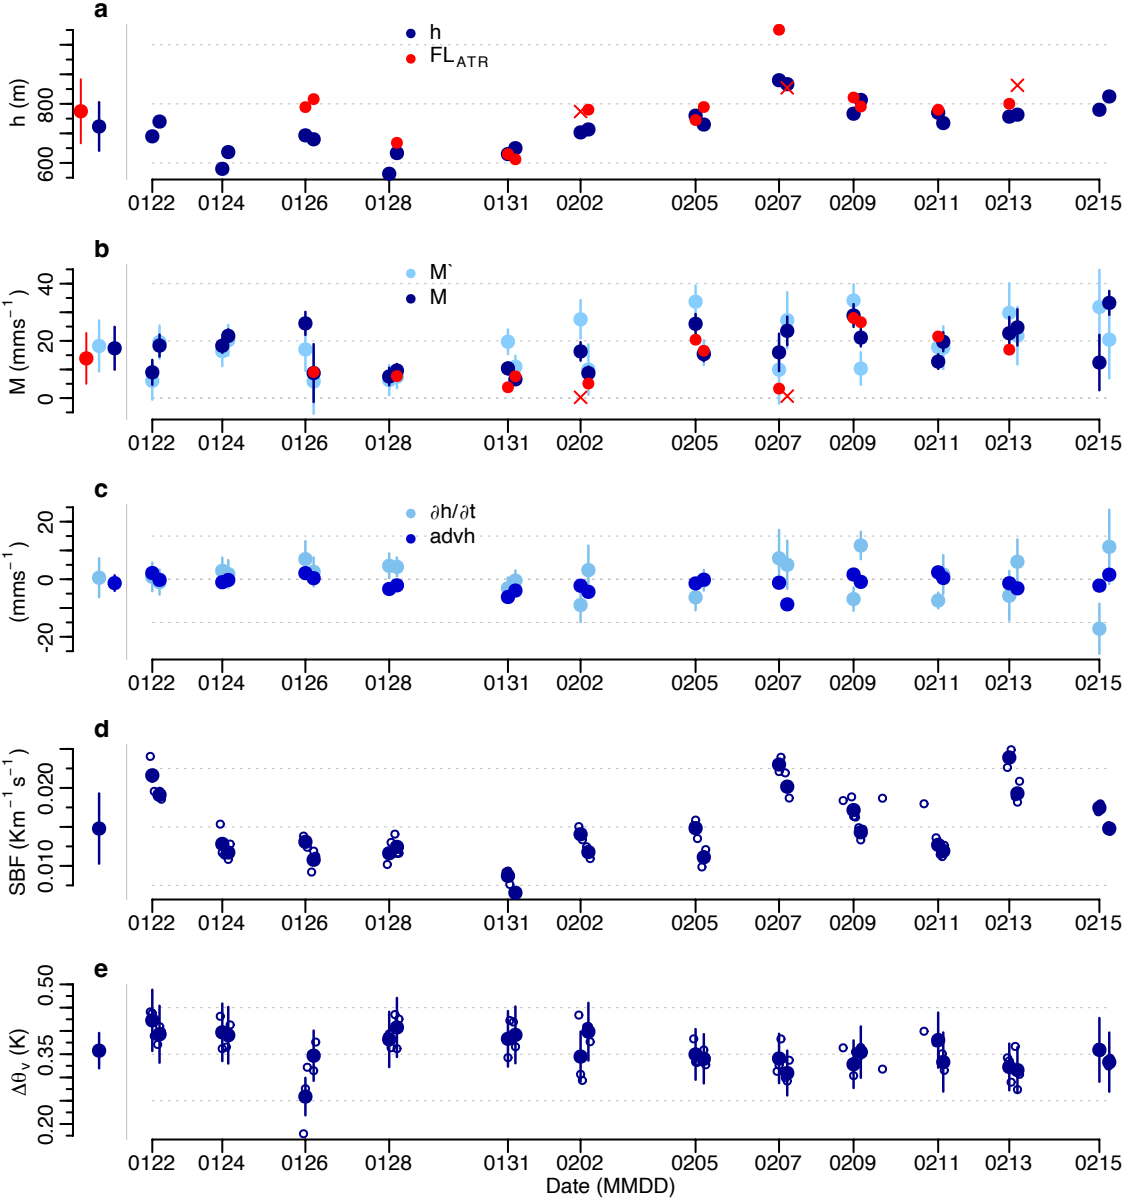 a
h (m)
600
800
h
FL_ATR
0122 0124 0126 0128 0131 0202 0205 0207 0209 0211 0213 0215
b
M (mms⁻¹)
0
20
40
M`
M
0122 0124 0126 0128 0131 0202 0205 0207 0209 0211 0213 0215
c
(mms⁻¹)
-20
0
20
∂h/∂t
advh
0122 0124 0126 0128 0131 0202 0205 0207 0209 0211 0213 0215
d
SBF (Km⁻¹ s⁻¹)
0.010
0.020
0122 0124 0126 0128 0131 0202 0205 0207 0209 0211 0213 0215
e
Δθᵥ (K)
0.20
0.35
0.50
0122 0124 0126 0128 0131 0202 0205 0207 0209 0211 0213 0215
Date (MMDD)